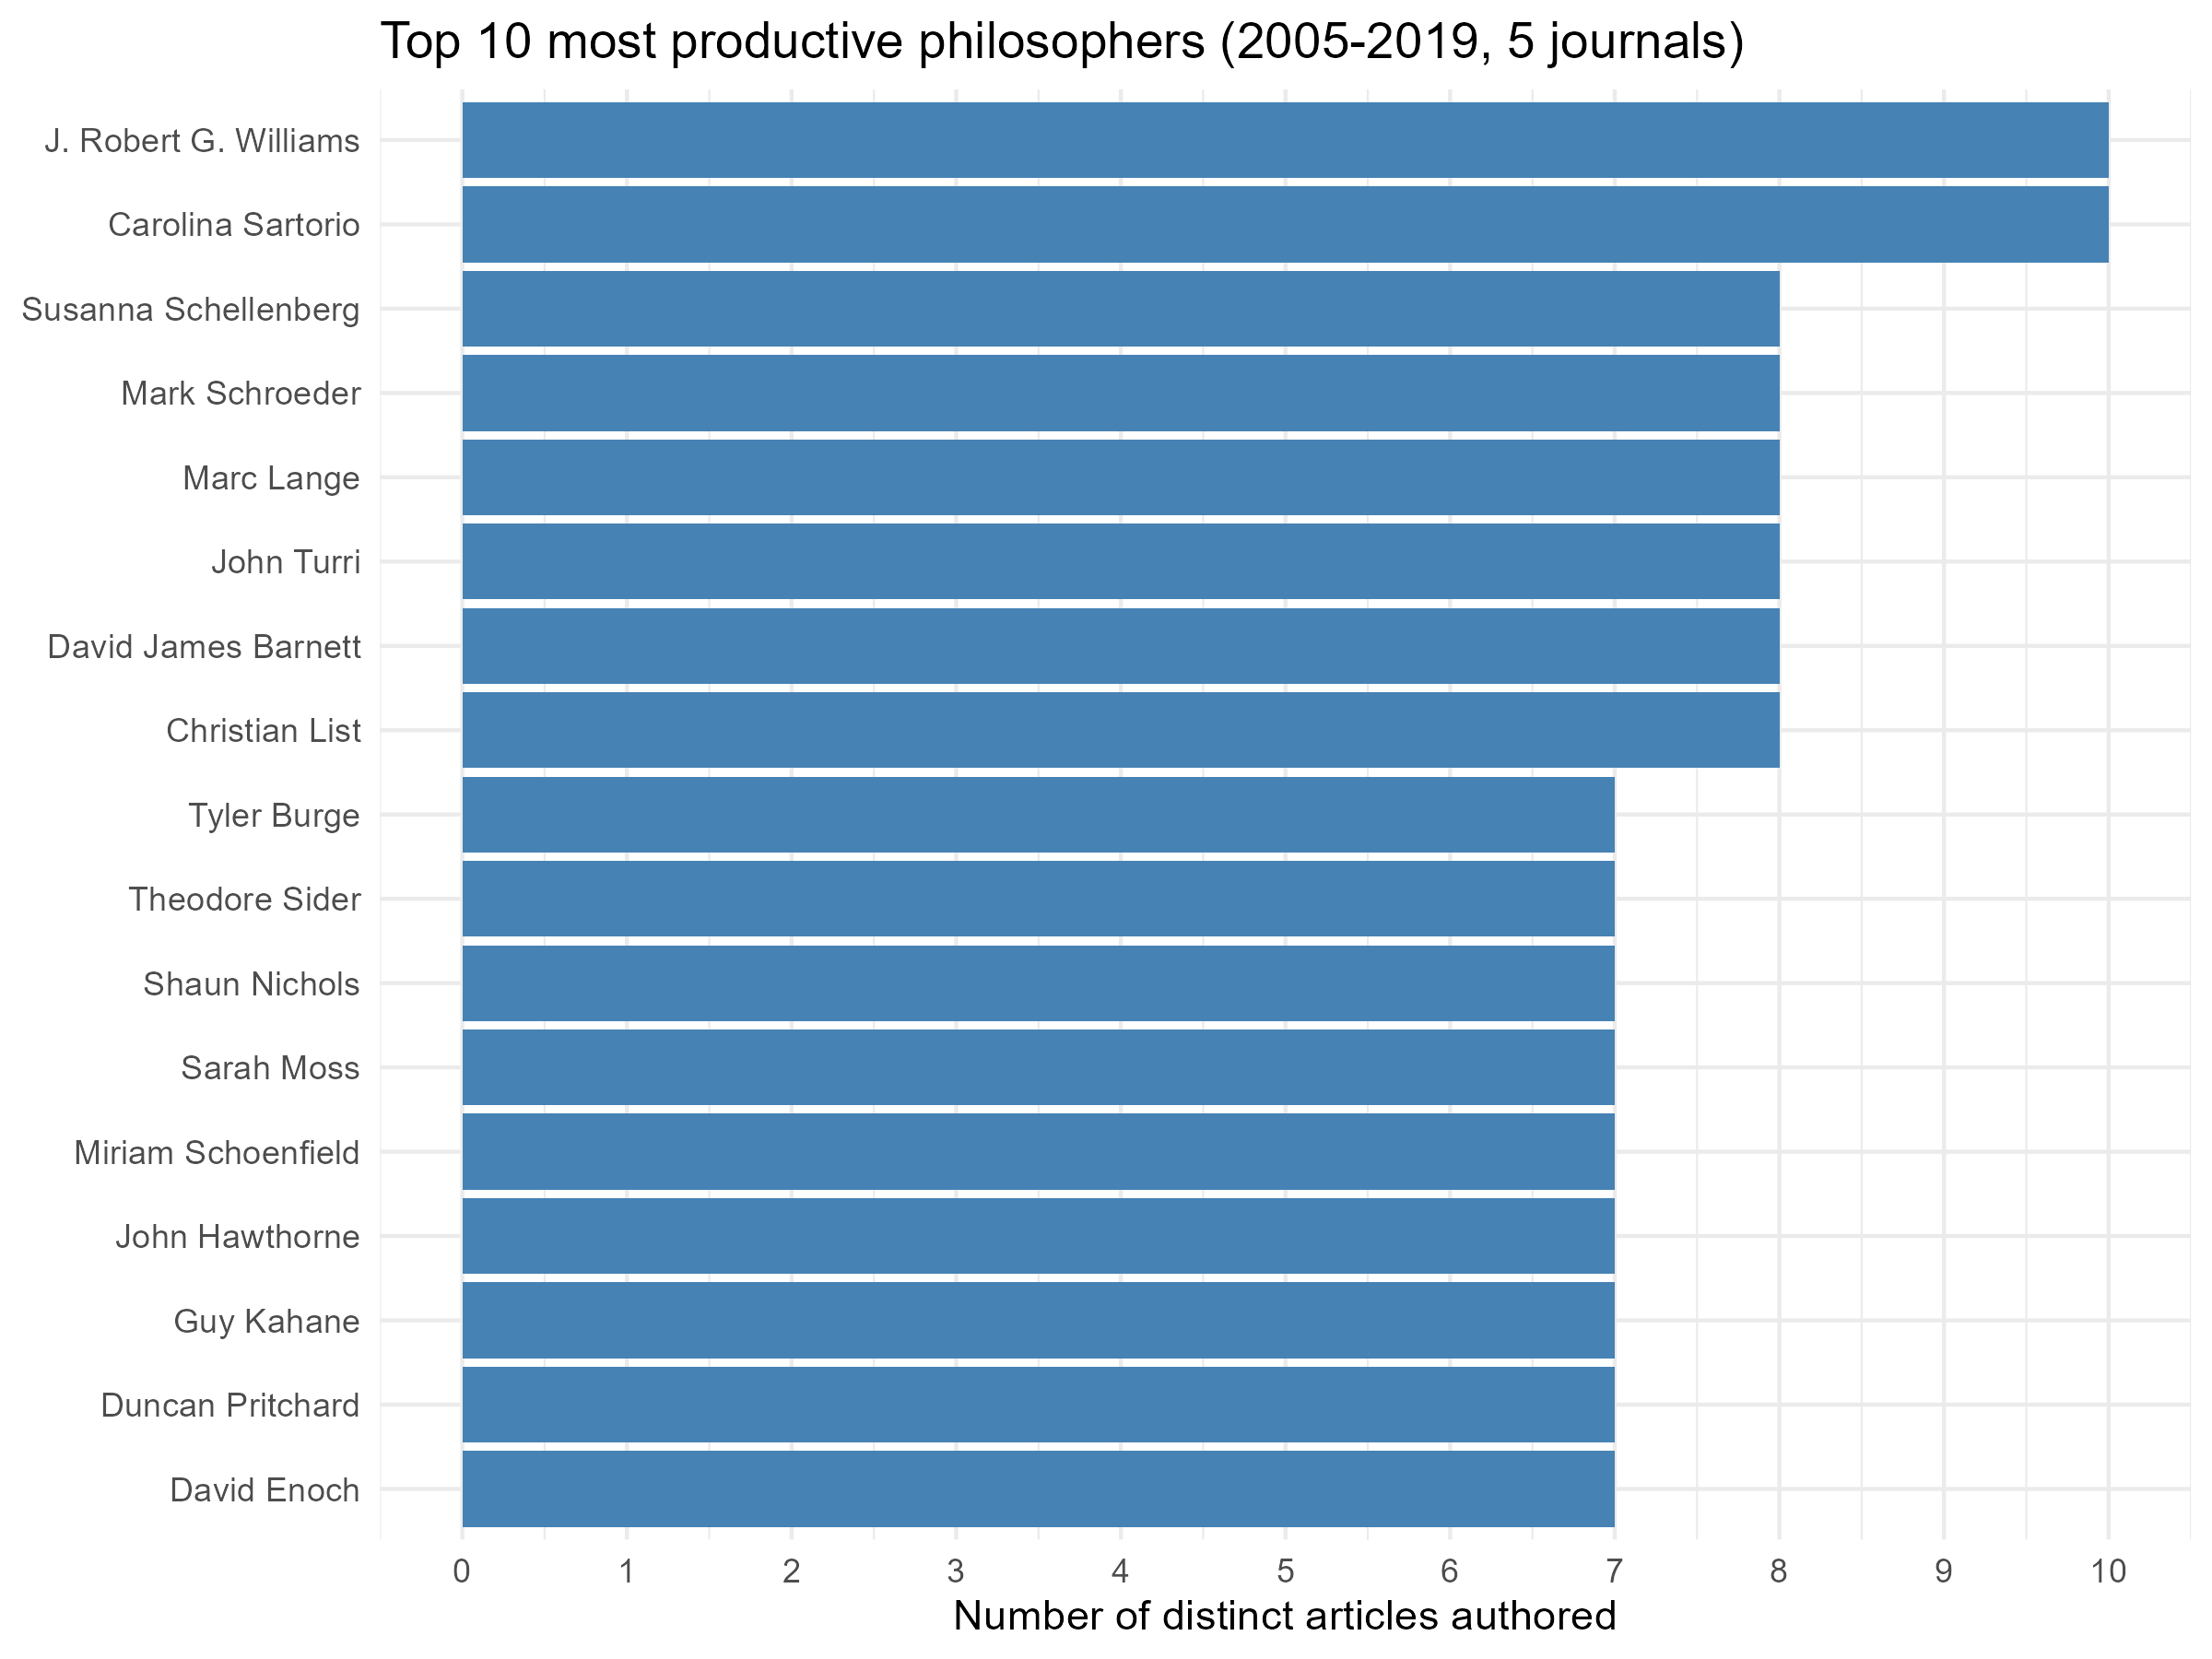 Top 10 most productive philosophers (2005-2019, 5 journals)
J. Robert G. Williams
Carolina Sartorio
Susanna Schellenberg
Mark Schroeder
Marc Lange
John Turri
David James Barnett
Christian List
Tyler Burge
Theodore Sider
Shaun Nichols
Sarah Moss
Miriam Schoenfield
John Hawthorne
Guy Kahane
Duncan Pritchard
David Enoch
0 1 2 3 4 5 6 7 8 9 10
Number of distinct articles authored